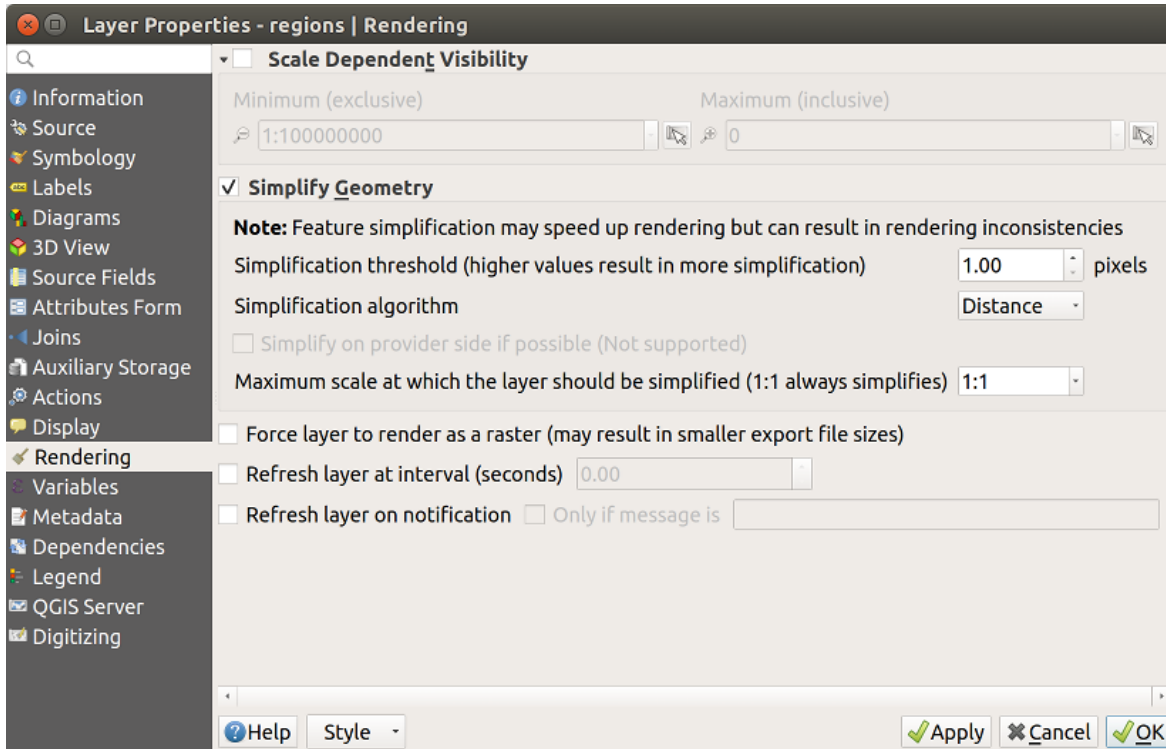 Layer Properties - regions | Rendering
Information
Source
Symbology
Labels
Diagrams
3D View
Source Fields
Attributes Form
Joins
Auxiliary Storage
Actions
Display
Rendering
Variables
Metadata
Dependencies
Legend
QGIS Server
Digitizing
Scale Dependent Visibility
Minimum (exclusive) Maximum (inclusive)
1:100000000 0
Simplify Geometry
Note: Feature simplification may speed up rendering but can result in rendering inconsistencies
Simplification threshold (higher values result in more simplification) 1.00 pixels
Simplification algorithm Distance
Simplify on provider side if possible (Not supported)
Maximum scale at which the layer should be simplified (1:1 always simplifies) 1:1
Force layer to render as a raster (may result in smaller export file sizes)
Refresh layer at interval (seconds) 0.00
Refresh layer on notification Only if message is
Help Style Apply Cancel OK